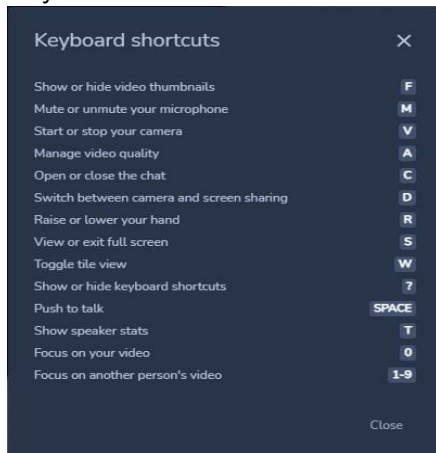 Keyboard shortcuts ×
Show or hide video thumbnails F
Mute or unmute your microphone M
Start or stop your camera V
Manage video quality A
Open or close the chat C
Switch between camera and screen sharing D
Raise or lower your hand R
View or exit full screen S
Toggle tile view W
Show or hide keyboard shortcuts ?
Push to talk SPACE
Show speaker stats T
Focus on your video 0
Focus on another person's video 1-9
Close